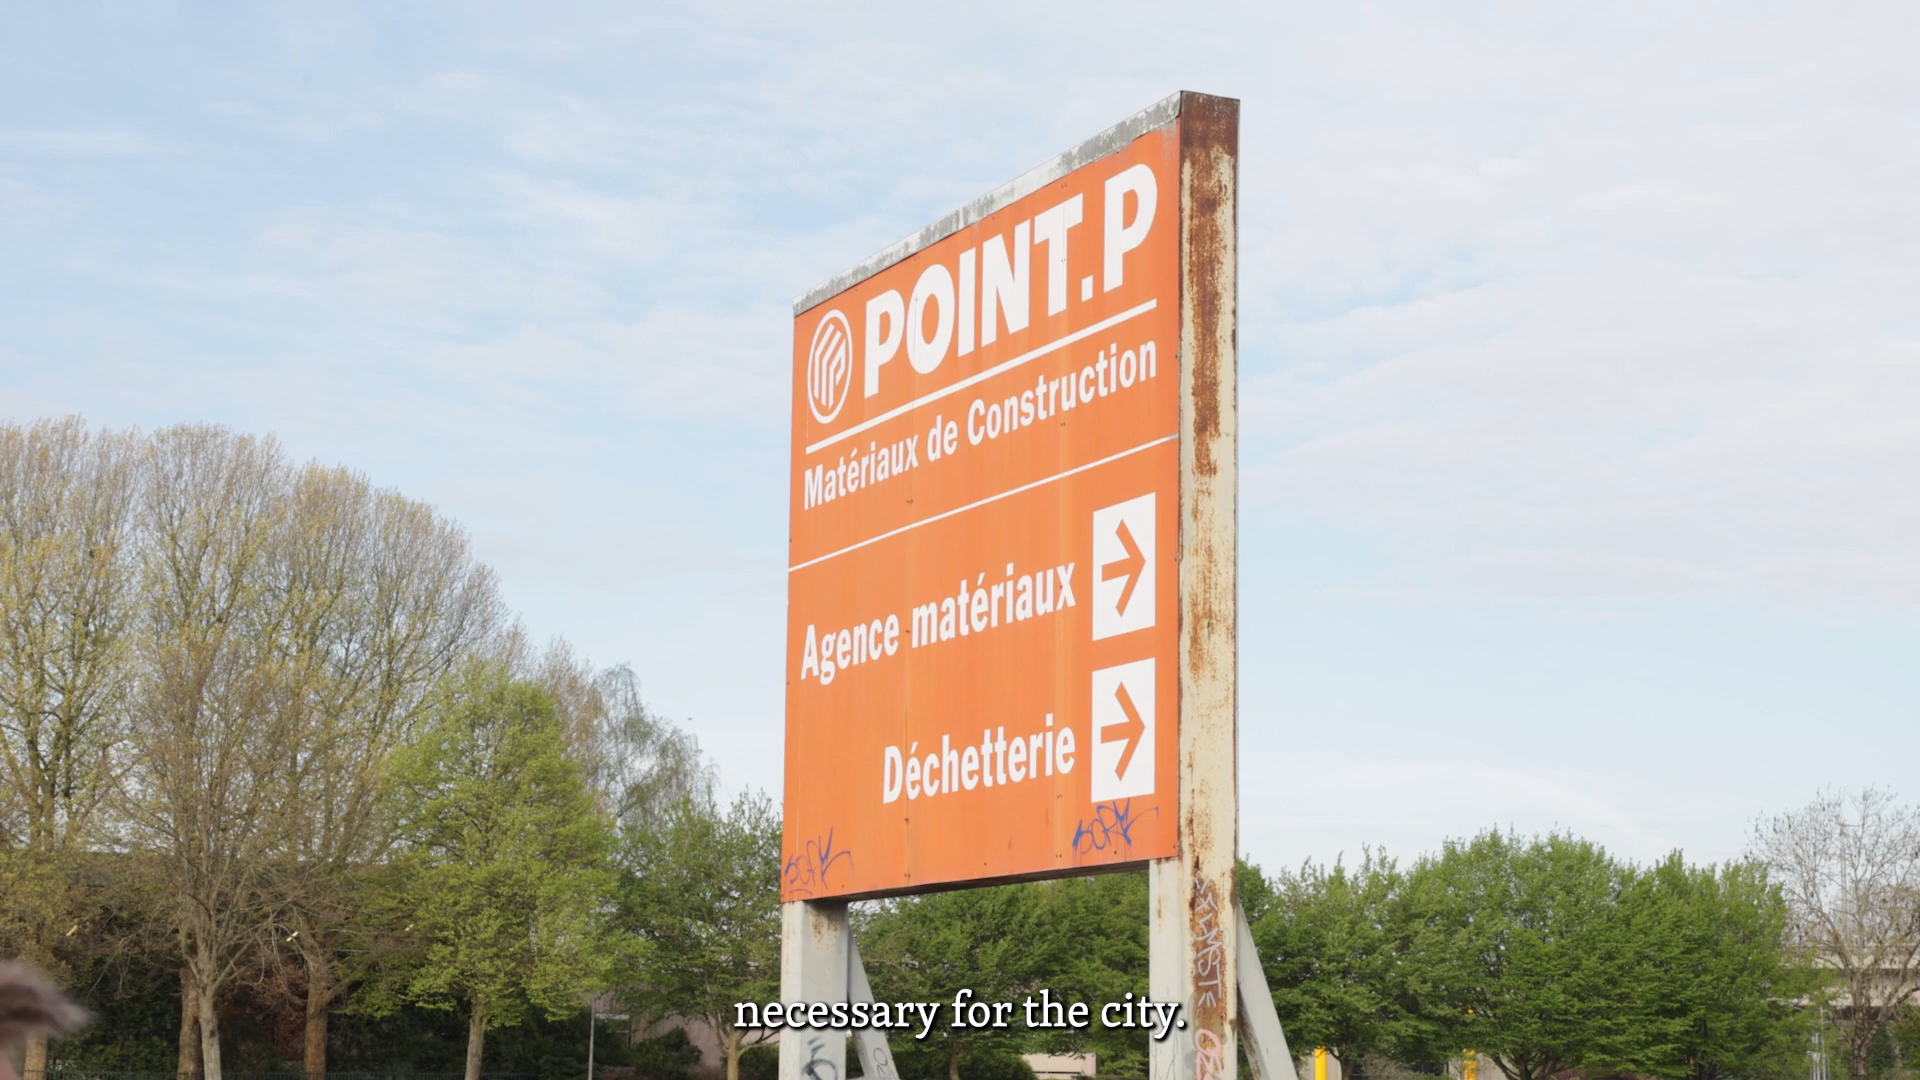 POINT.P
Matériaux de Construction
Agence matériaux
Déchetterie
necessary for the city.